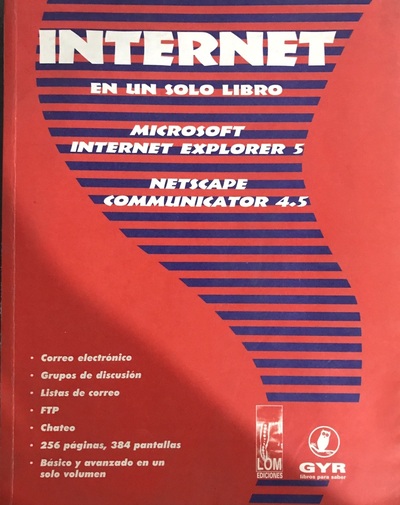 INTERNET
EN UN SOLO LIBRO
MICROSOFT
INTERNET EXPLORER 5
NETSCAPE
COMMUNICATOR 4.5
• Correo electrónico
• Grupos de discusión
• Listas de correo
• FTP
• Chateo
• 256 páginas, 384 pantallas
• Básico y avanzado en un
solo volumen
LOM
EDICIONES
GYR
libros para saber